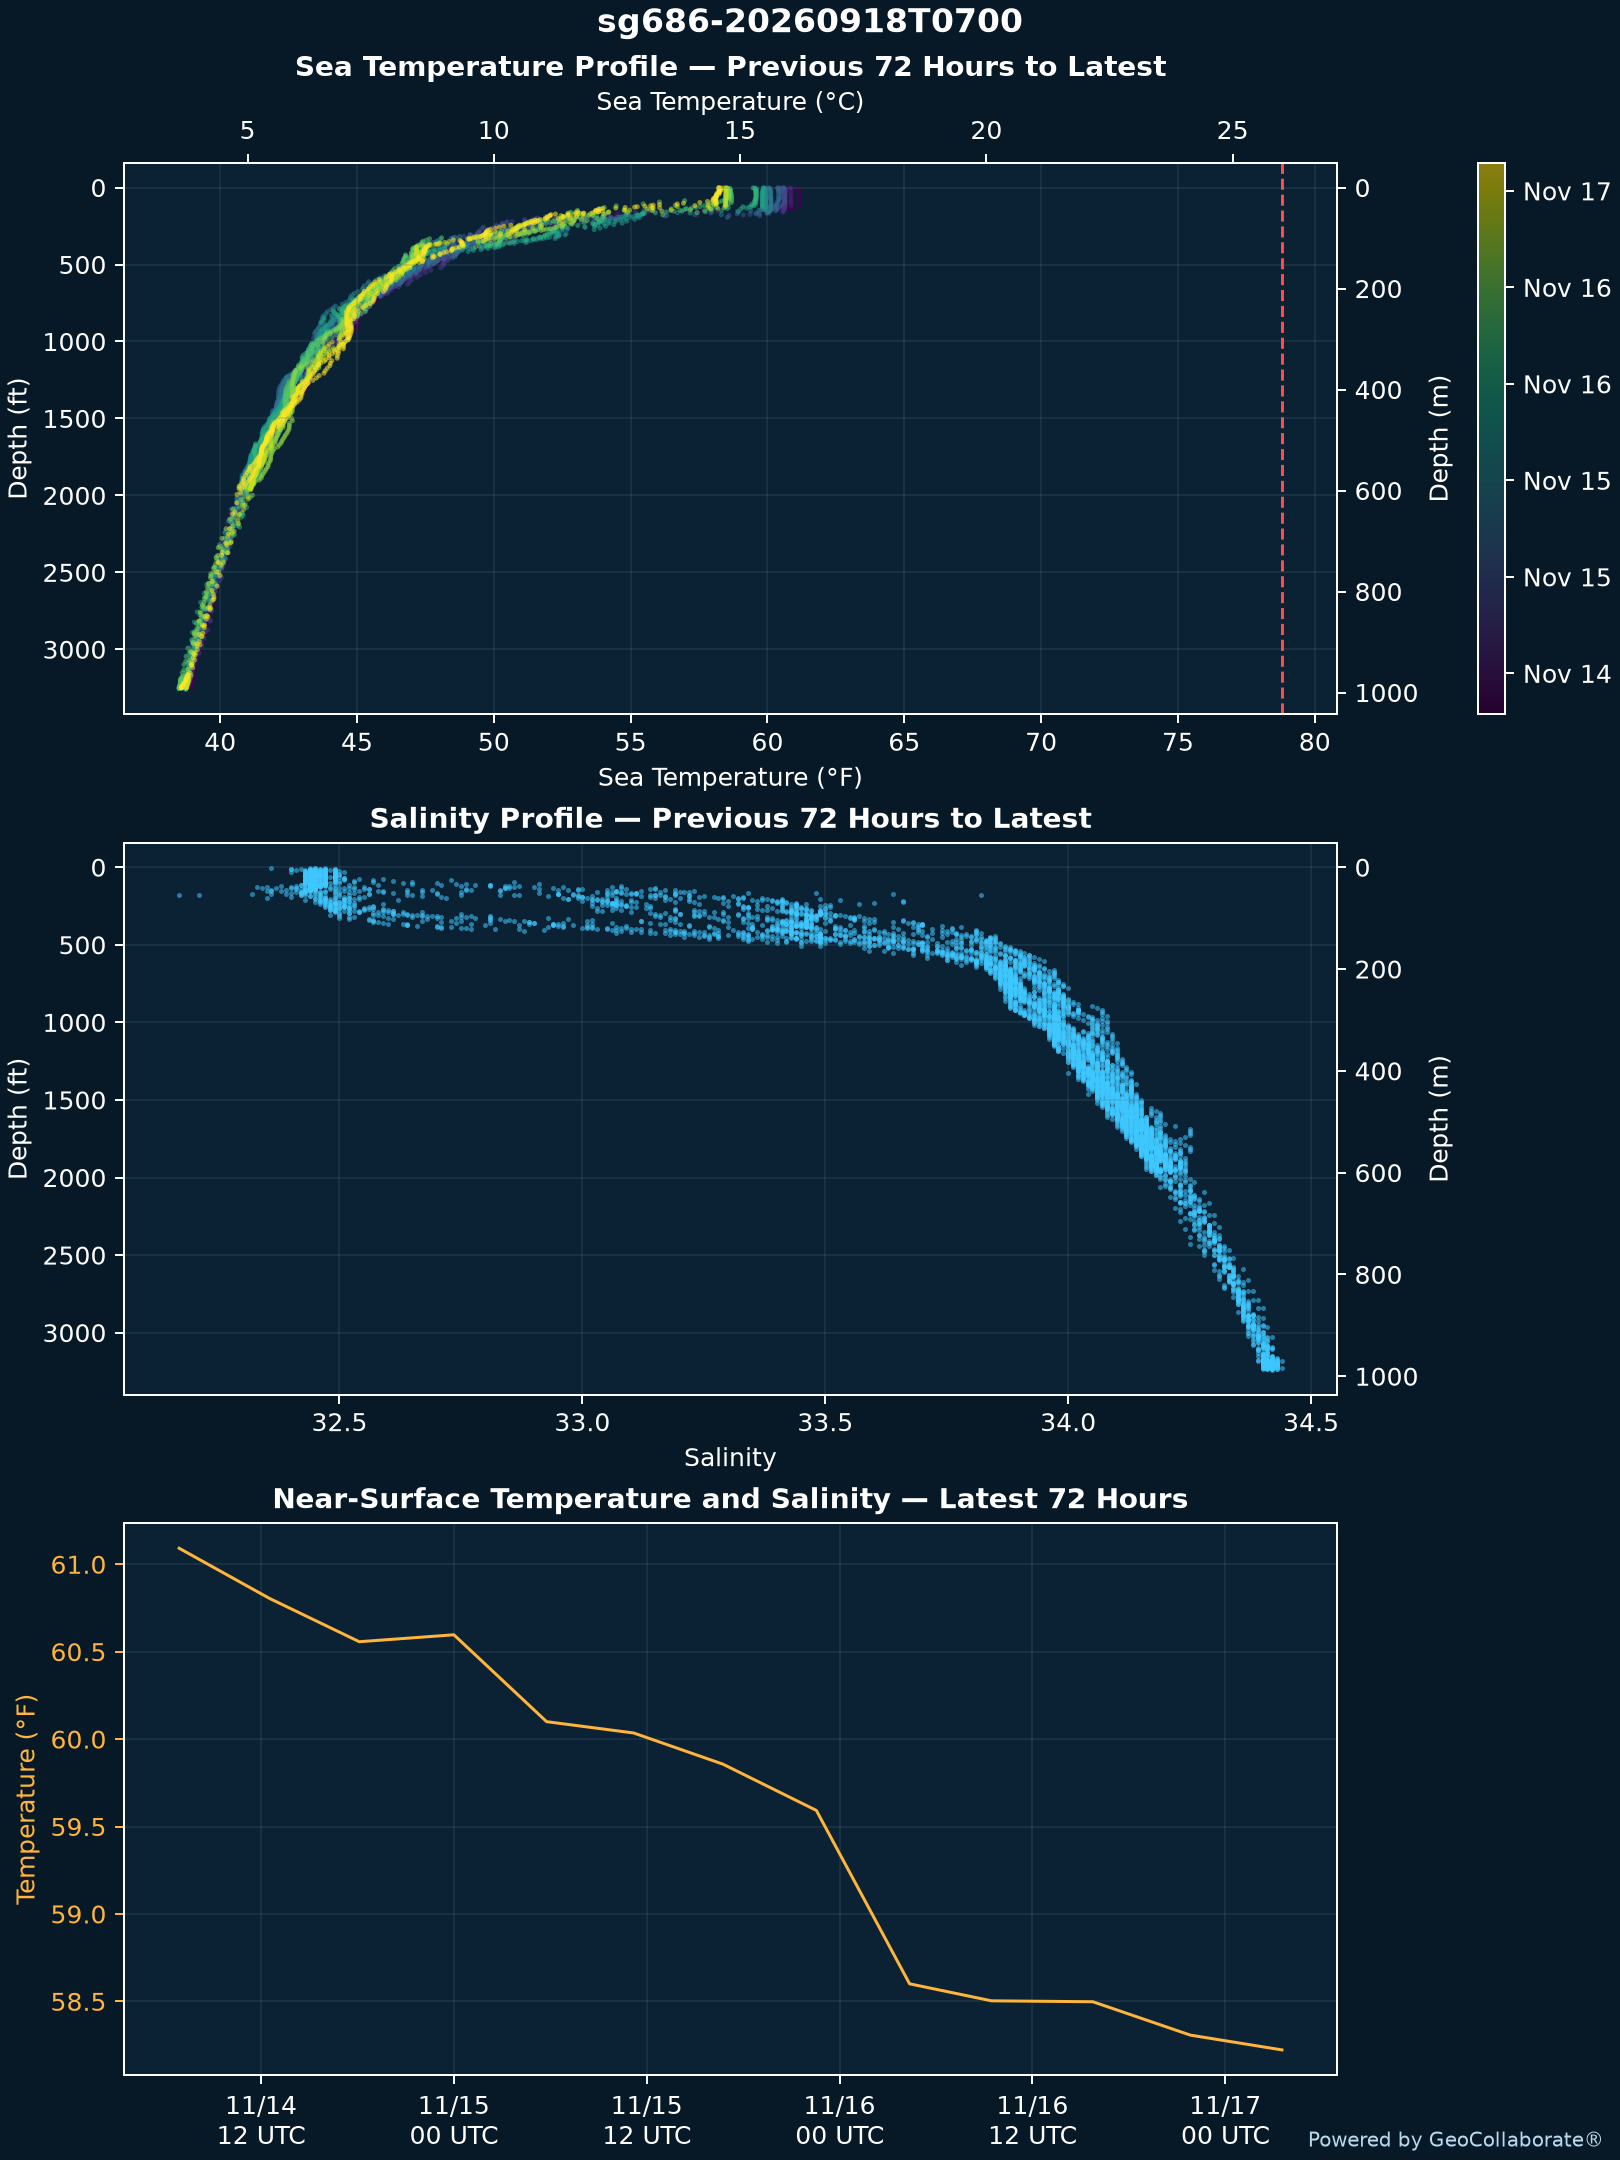 sg686-20260918T0700
Sea Temperature Profile — Previous 72 Hours to Latest
Sea Temperature (°C)
5 10 15 20 25
0
500
1000
1500
2000
2500
3000
Depth (ft)
0
200
400
600
800
1000
Depth (m)
Nov 17
Nov 16
Nov 16
Nov 15
Nov 15
Nov 14
40 45 50 55 60 65 70 75 80
Sea Temperature (°F)
Salinity Profile — Previous 72 Hours to Latest
0
500
1000
1500
2000
2500
3000
Depth (ft)
0
200
400
600
800
1000
Depth (m)
32.5 33.0 33.5 34.0 34.5
Salinity
Near-Surface Temperature and Salinity — Latest 72 Hours
61.0
60.5
60.0
59.5
59.0
58.5
Temperature (°F)
11/14 11/15 11/15 11/16 11/16 11/17
12 UTC 00 UTC 12 UTC 00 UTC 12 UTC 00 UTC
Powered by GeoCollaborate®